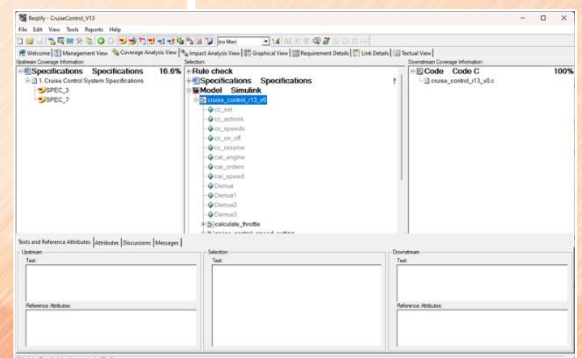 Reqtify - CruiseControl_V13
File Edit View Tools Reports Help
[no filter]
Welcome Management View Coverage Analysis View Impact Analysis View Graphical View Requirement Details Link Details Textual View
Upstream Coverage Information:
Specifications Specifications 16.6%
1. Cruise Control System Specifications
SPEC_3
SPEC_7
Selection:
Rule check
Specifications Specifications !
Model Simulink
cruise_control_r13_v0
cc_set
cc_actions
cc_speeds
cc_on_off
cc_resume
car_engine
car_orders
car_speed
Demux
Demux1
Demux2
Demux3
calculate_throttle
Downstream Coverage Information:
Code Code C 100%
cruise_control_r13_v0.c
Texts and Reference Attributes Attributes Discussions Messages
Upstream
Text:
Reference Attributes:
Selection
Text:
Downstream
Text:
Reference Attributes: